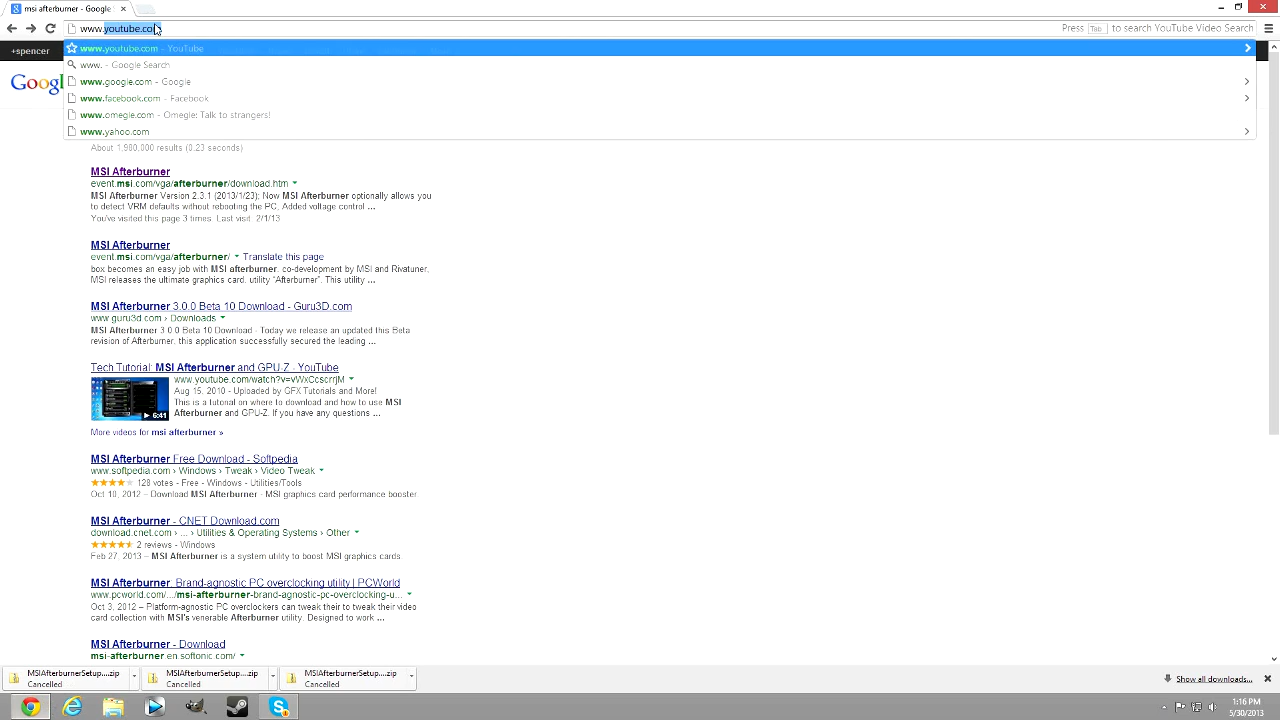 msi afterburner - Google
www.youtube.com
Press Tab to search YouTube Video Search
www.youtube.com - YouTube
+spencer
www. - Google Search
Googl
www.google.com - Google
www.facebook.com - Facebook
www.omegle.com - Omegle: Talk to strangers!
www.yahoo.com
About 1,980,000 results (0.23 seconds)
MSI Afterburner
event.msi.com/vga/afterburner/download.htm
MSI Afterburner Version 2.3.1 (2013/1/23); Now MSI Afterburner optionally allows you
to detect VRM defaults without rebooting the PC. Added voltage control ...
You've visited this page 3 times. Last visit: 2/1/13
MSI Afterburner
event.msi.com/vga/afterburner/ Translate this page
box becomes an easy job with MSI afterburner. co-development by MSI and Rivatuner,
MSI releases the ultimate graphics card. utility "Afterburner". This utility ...
MSI Afterburner 3.0.0 Beta 10 Download - Guru3D.com
www.guru3d.com › Downloads
MSI Afterburner 3.0.0 Beta 10 Download - Today we release an updated this Beta
revision of Afterburner, this application successfully secured the leading ...
Tech Tutorial: MSI Afterburner and GPU-Z - YouTube
www.youtube.com/watch?v=vWxCcscrrjM
Aug 15, 2010 - Uploaded by GFX Tutorials and More!
This is a tutorial on where to download and how to use MSI
Afterburner and GPU-Z. If you have any questions ...
6:41
More videos for msi afterburner »
MSI Afterburner Free Download - Softpedia
www.softpedia.com › Windows › Tweak › Video Tweak
128 votes - Free - Windows - Utilities/Tools
Oct 10, 2012 – Download MSI Afterburner - MSI graphics card performance booster
MSI Afterburner - CNET Download.com
download.cnet.com › ... › Utilities & Operating Systems › Other
2 reviews - Windows
Feb 27, 2013 – MSI Afterburner is a system utility to boost MSI graphics cards
MSI Afterburner: Brand-agnostic PC overclocking utility | PCWorld
www.pcworld.com/.../msi-afterburner-brand-agnostic-pc-overclocking-u...
Oct 3, 2012 – Platform-agnostic PC overclockers can tweak their to tweak their video
card collection with MSI's venerable Afterburner utility. Designed to work ...
MSI Afterburner - Download
msi-afterburner.en.softonic.com/
MSIAfterburnerSetup....zip
Cancelled
MSIAfterburnerSetup....zip
Cancelled
MSIAfterburnerSetup....zip
Cancelled
Show all downloads...
1:16 PM
5/30/2013